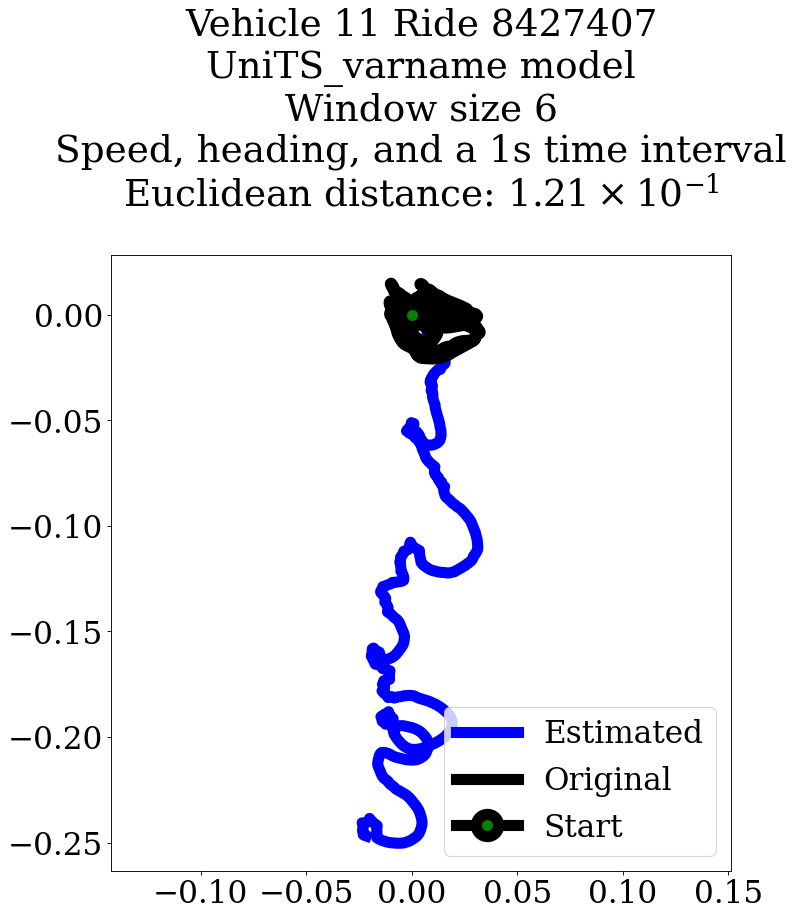 Vehicle 11 Ride 8427407
UniTS_varname model
Window size 6
Speed, heading, and a 1s time interval
Euclidean distance: $1.21 \times 10^{-1}$
0.00
−0.05
−0.10
−0.15
−0.20
−0.25
Estimated
Original
Start
−0.10 −0.05 0.00 0.05 0.10 0.15